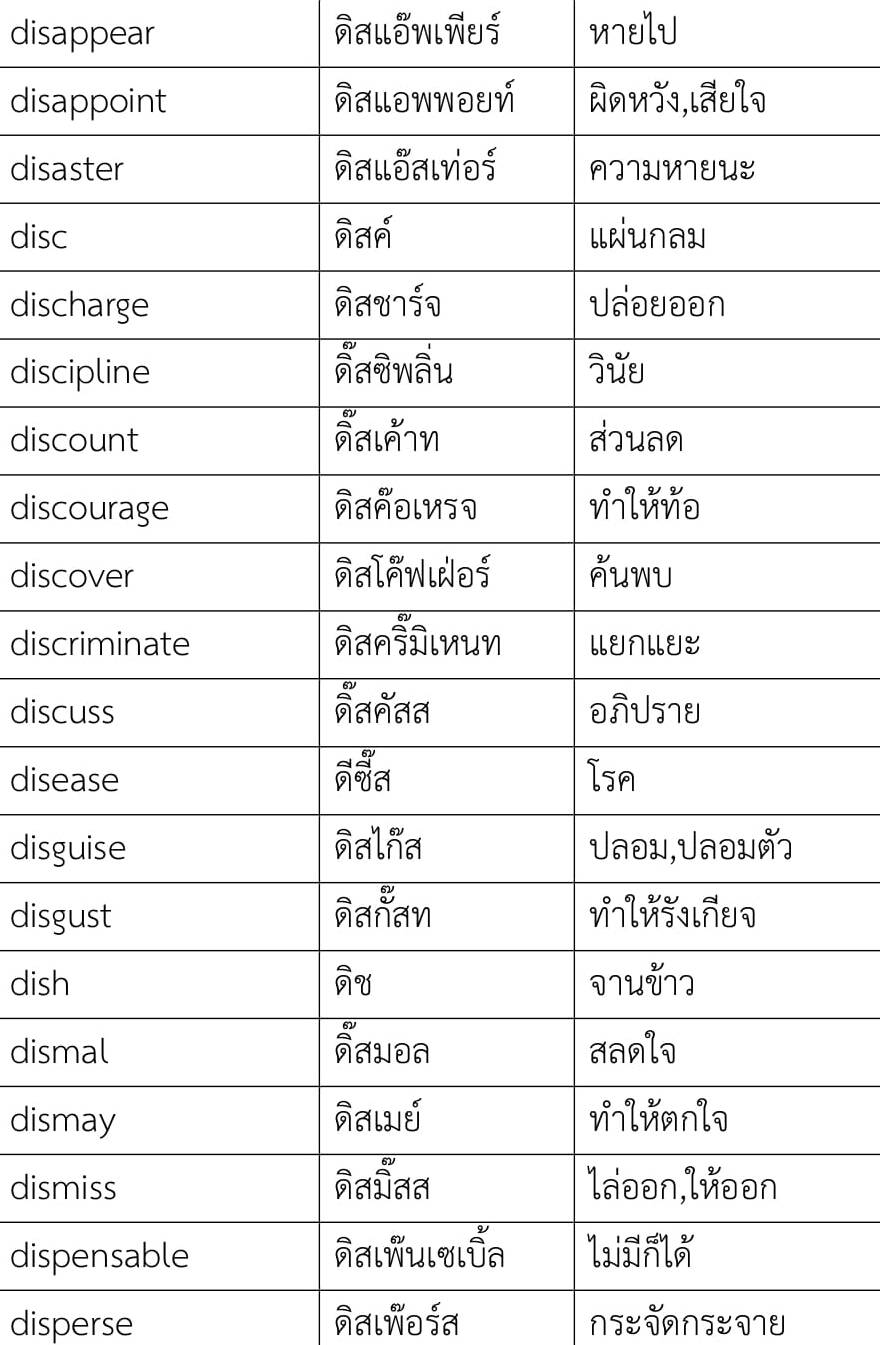 disappear ดิสแอ๊พเพียร์ หายไป
disappoint ดิสแอพพอยท์ ผิดหวัง,เสียใจ
disaster ดิสแอ๊สเท่อร์ ความหายนะ
disc ดิสค์ แผ่นกลม
discharge ดิสชาร์จ ปล่อยออก
discipline ดิ๊สซิพลิ่น วินัย
discount ดิ๊สเค้าท ส่วนลด
discourage ดิสค๊อเหรจ ทำให้ท้อ
discover ดิสโค๊ฟเฝ่อร์ ค้นพบ
discriminate ดิสคริ๊มิเหนท แยกแยะ
discuss ดิ๊สคัสส อภิปราย
disease ดีซี๊ส โรค
disguise ดิสไก๊ส ปลอม,ปลอมตัว
disgust ดิสกั๊สท ทำให้รังเกียจ
dish ดิช จานข้าว
dismal ดิ๊สมอล สลดใจ
dismay ดิสเมย์ ทำให้ตกใจ
dismiss ดิสมิ๊สส ไล่ออก,ให้ออก
dispensable ดิสเพ๊นเซเบิ้ล ไม่มีก็ได้
disperse ดิสเพ๊อร์ส กระจัดกระจาย